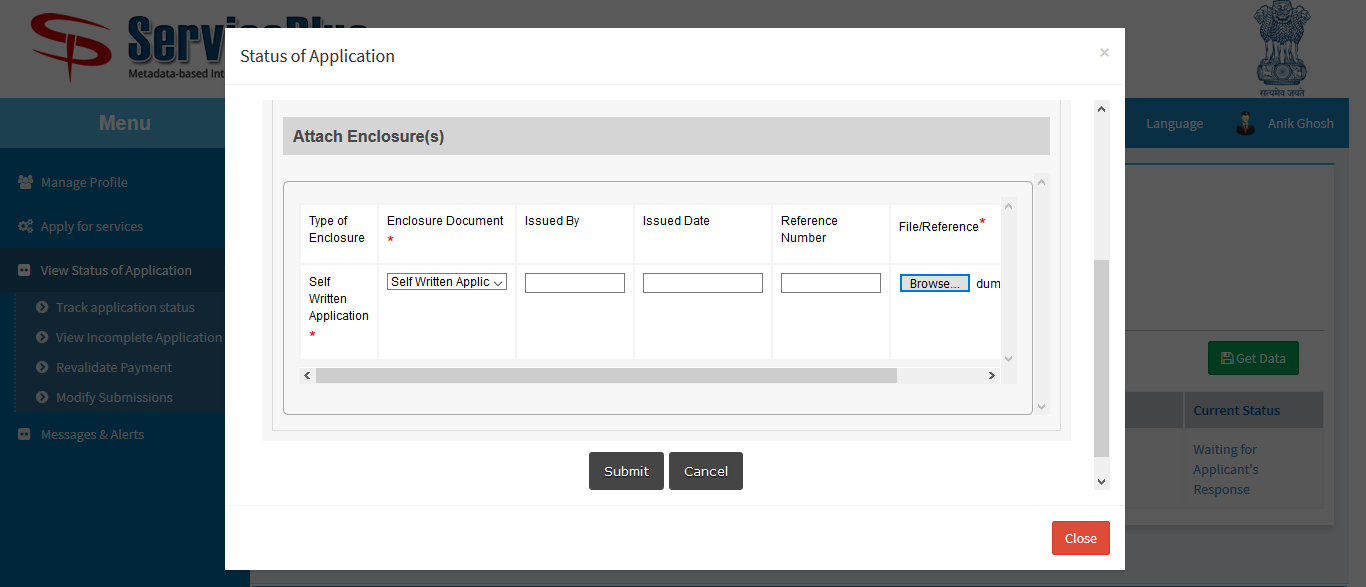 Status of Application
×
Metadata-based Int
सत्यमेव जयते
Menu
Language
Anik Ghosh
Manage Profile
Apply for services
View Status of Application
Track application status
View Incomplete Application
Revalidate Payment
Modify Submissions
Messages & Alerts
Attach Enclosure(s)
Type of Enclosure
Enclosure Document *
Issued By
Issued Date
Reference Number
File/Reference*
Self Written Application *
Self Written Applic
Browse... dum
Submit
Cancel
Get Data
Current Status
Waiting for
Applicant's
Response
Close